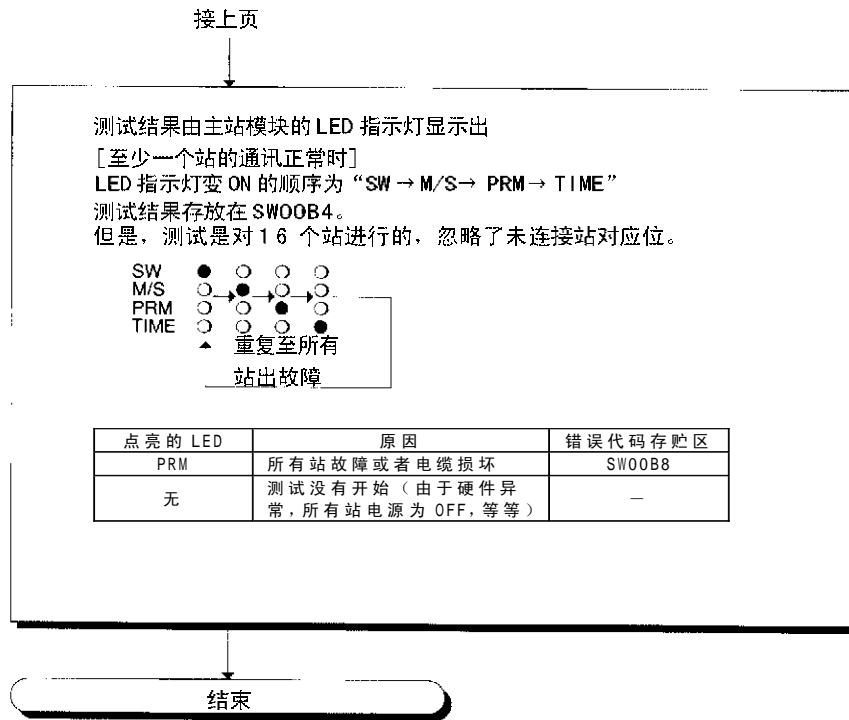 接上页
测试结果由主站模块的 LED 指示灯显示出
[至少一个站的通讯正常时]
LED 指示灯变 ON 的顺序为“SW→M/S→ PRM→ TIME”
测试结果存放在 SW00B4。
但是，测试是对16 个站进行的，忽略了未连接站对应位。
SW
M/S
PRM
TIME
重复至所有
站出故障
点亮的 LED 原因 错误代码存贮区
PRM 所有站故障或者电缆损坏 SW00B8
无 测试没有开始（由于硬件异常，所有站电源为 OFF，等等） —
结束